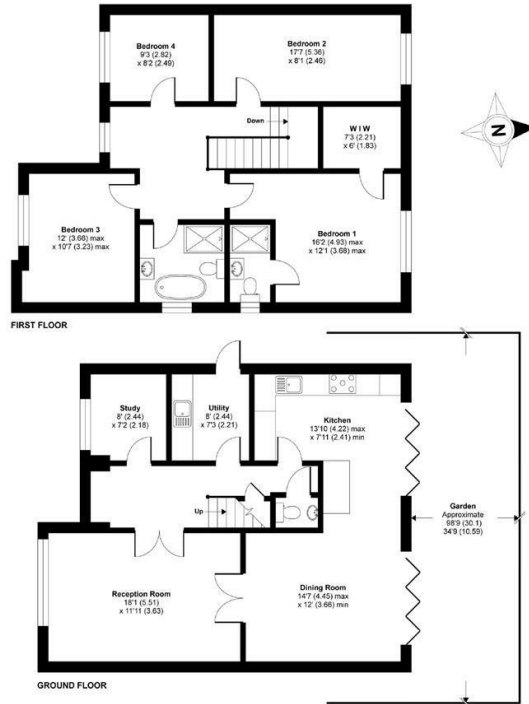 Bedroom 4
9'3 (2.82)
x 8'2 (2.49)
Bedroom 2
17'7 (5.36)
x 8'1 (2.46)
Down
W I W
7'3 (2.21)
x 6' (1.83)
N
Bedroom 3
12' (3.66) max
x 10'7 (3.23) max
Bedroom 1
16'2 (4.93) max
x 12'1 (3.68) max
FIRST FLOOR
Study
8' (2.44)
x 7'2 (2.18)
Utility
8' (2.44)
x 7'3 (2.21)
Kitchen
13'10 (4.22) max
x 7'11 (2.41) min
Garden
Approximate
98'9 (30.1)
34'9 (10.59)
Up
Reception Room
18'1 (5.51)
x 11'11 (3.63)
Dining Room
14'7 (4.45) max
x 12' (3.66) min
GROUND FLOOR